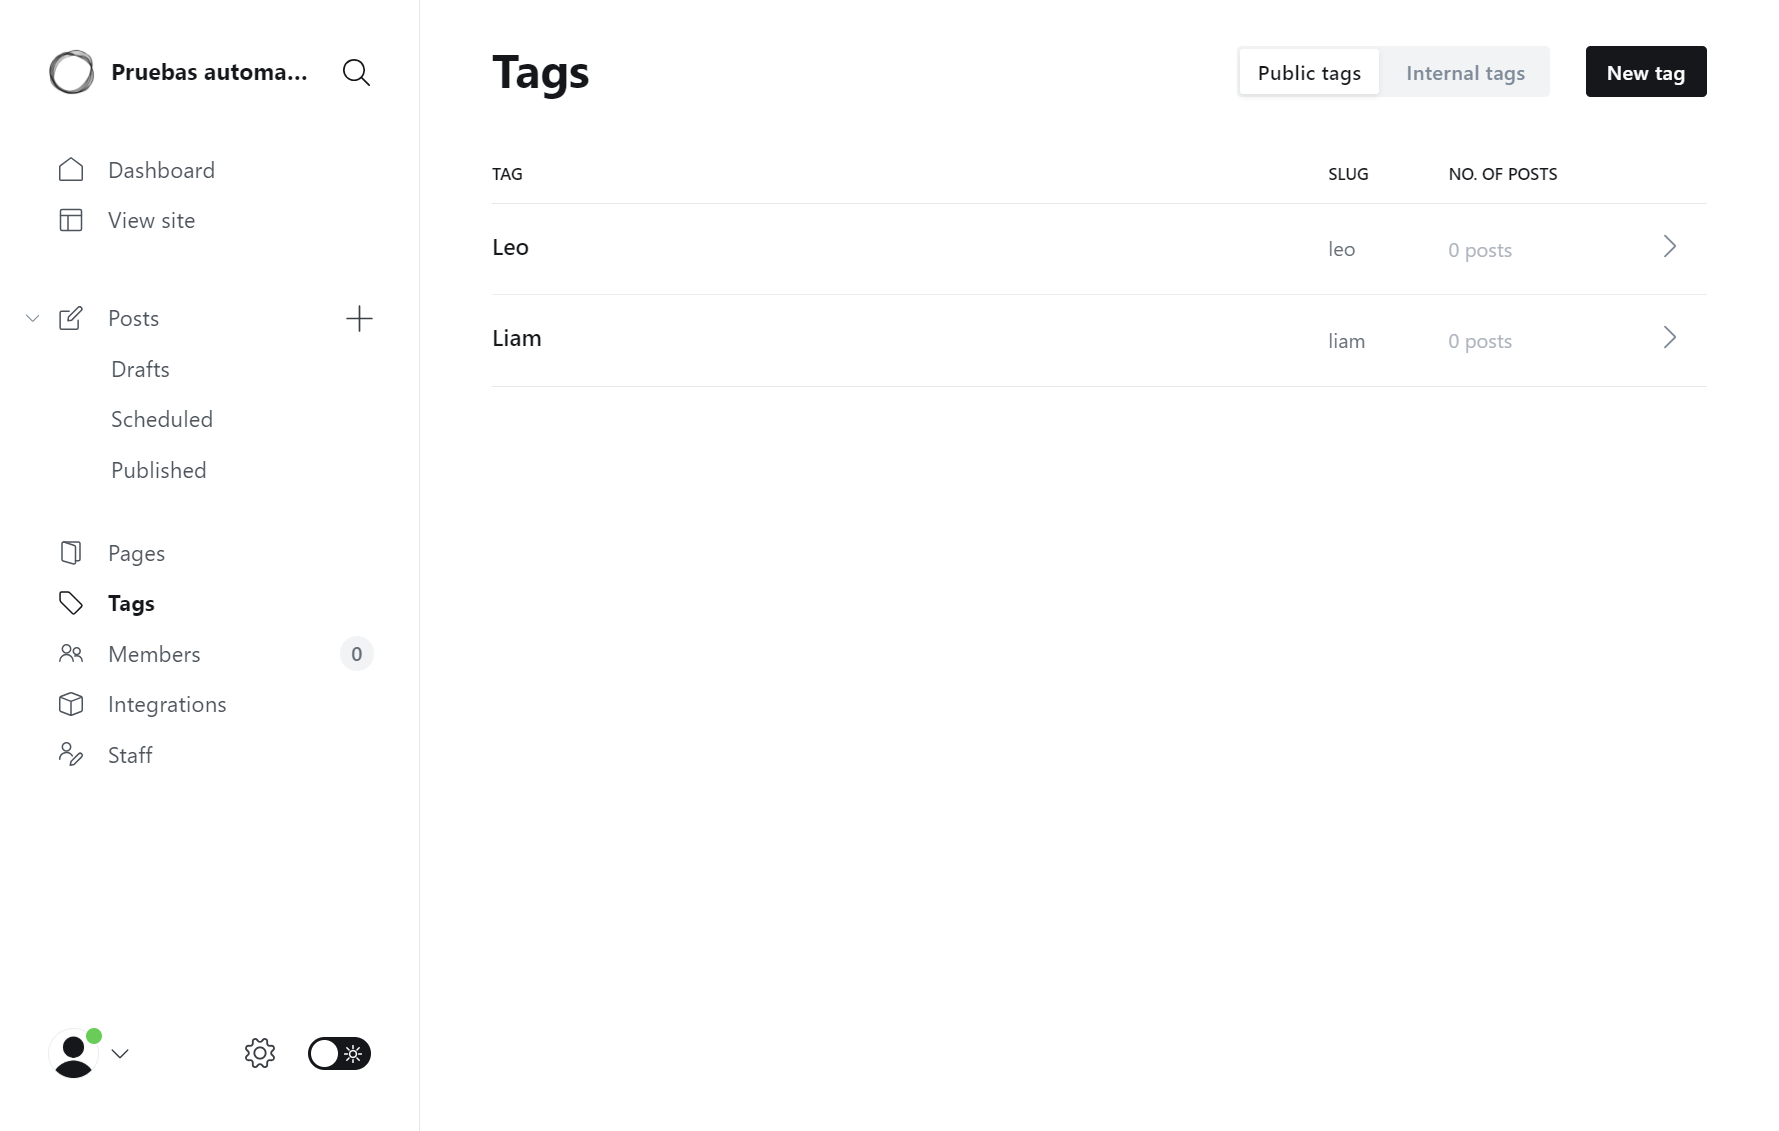 Pruebas automa...
Dashboard
View site
Posts
Drafts
Scheduled
Published
Pages
Tags
Members 0
Integrations
Staff
Tags
Public tags Internal tags New tag
TAG SLUG NO. OF POSTS
Leo leo 0 posts
Liam liam 0 posts